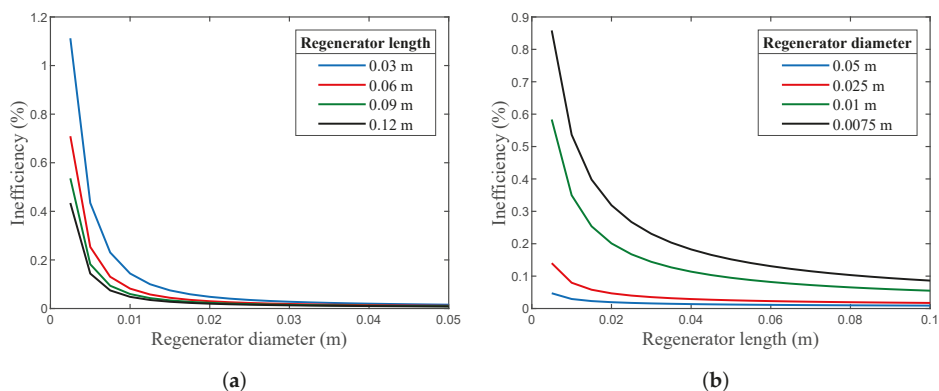 Inefficiency (%)
1.2
1
0.8
0.6
0.4
0.2
0
Regenerator length
0.03 m
0.06 m
0.09 m
0.12 m
0 0.01 0.02 0.03 0.04 0.05
Regenerator diameter (m)
(a)
Inefficiency (%)
0.9
0.8
0.7
0.6
0.5
0.4
0.3
0.2
0.1
0
Regenerator diameter
0.05 m
0.025 m
0.01 m
0.0075 m
0 0.02 0.04 0.06 0.08 0.1
Regenerator length (m)
(b)